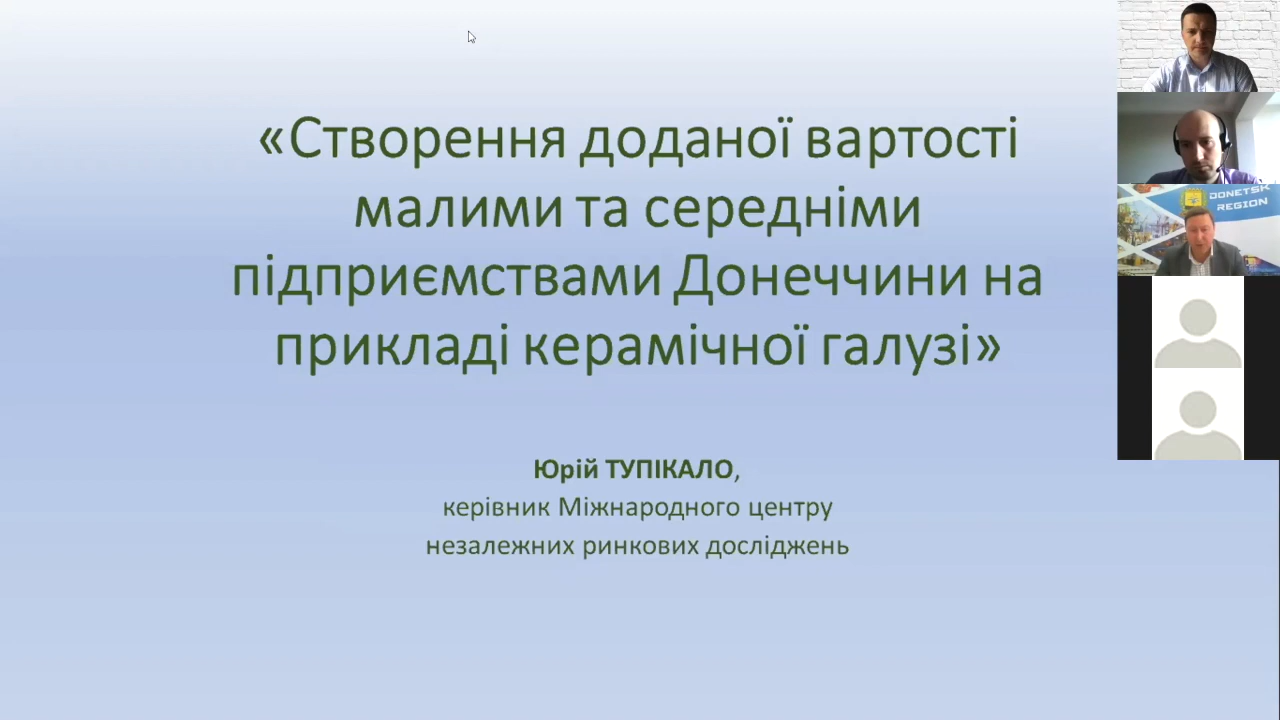 «Створення доданої вартості
малими та середніми
підприємствами Донеччини на
прикладі керамічної галузі»
Юрій ТУПІКАЛО,
керівник Міжнародного центру
незалежних ринкових досліджень
DONETSK
REGION